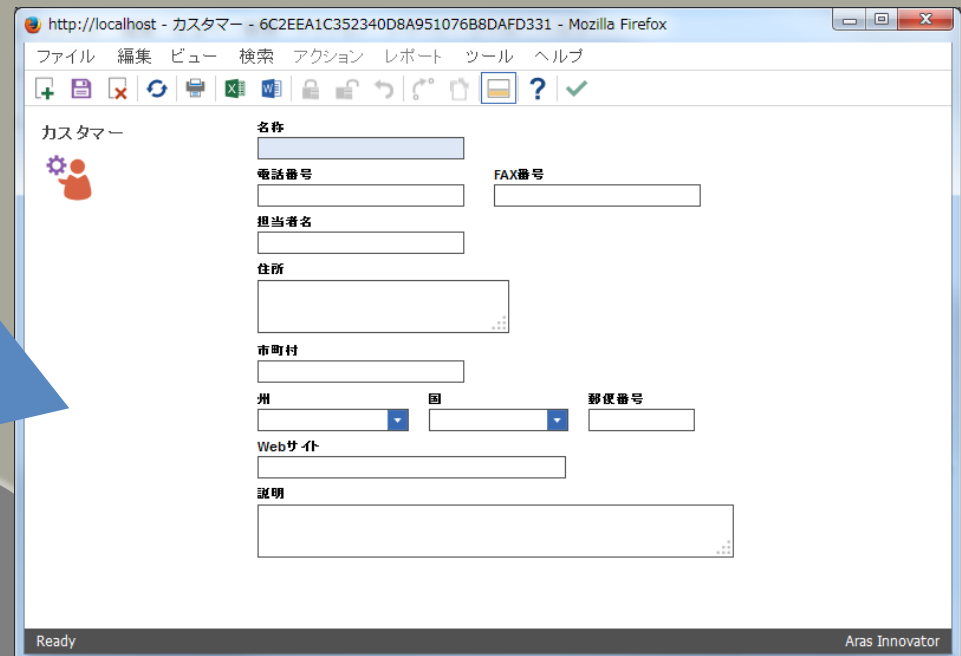 http://localhost - カスタマー - 6C2EEA1C352340D8A951076B8DAFD331 - Mozilla Firefox
ファイル 編集 ビュー 検索 アクション レポート ツール ヘルプ
カスタマー
名称
電話番号 FAX番号
担当者名
住所
市町村
州 国 郵便番号
Webサイト
説明
Ready Aras Innovator